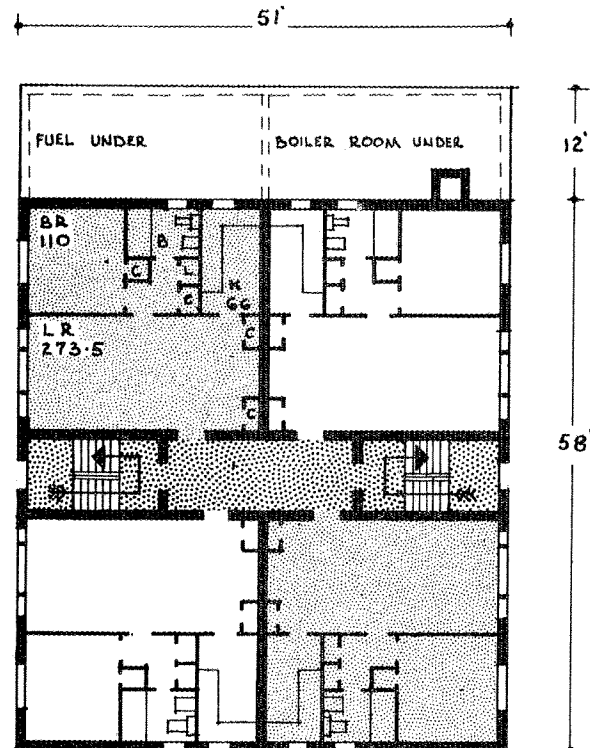 51'
12'
FUEL UNDER
BOILER ROOM UNDER
BR
110
B
C
L
C
K
66
LR
273.5
C
C
58'